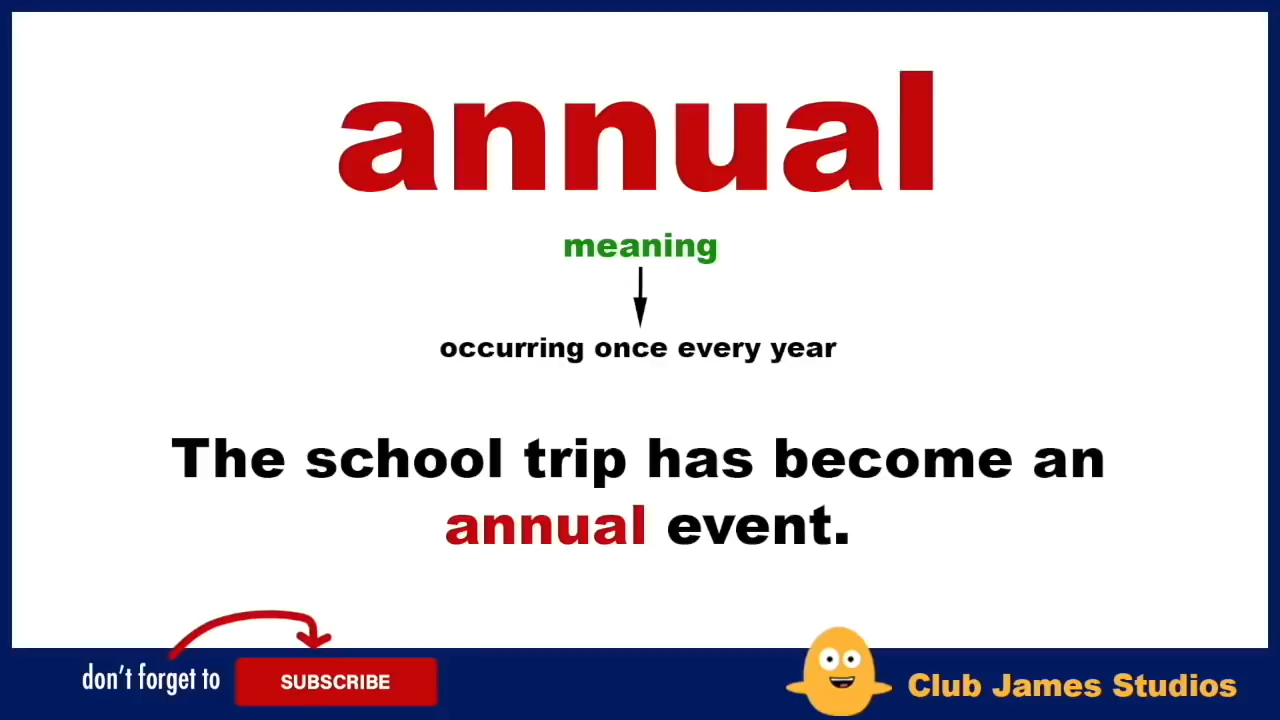 annual
meaning
occurring once every year
The school trip has become an
annual event.
don't forget to
SUBSCRIBE
Club James Studios